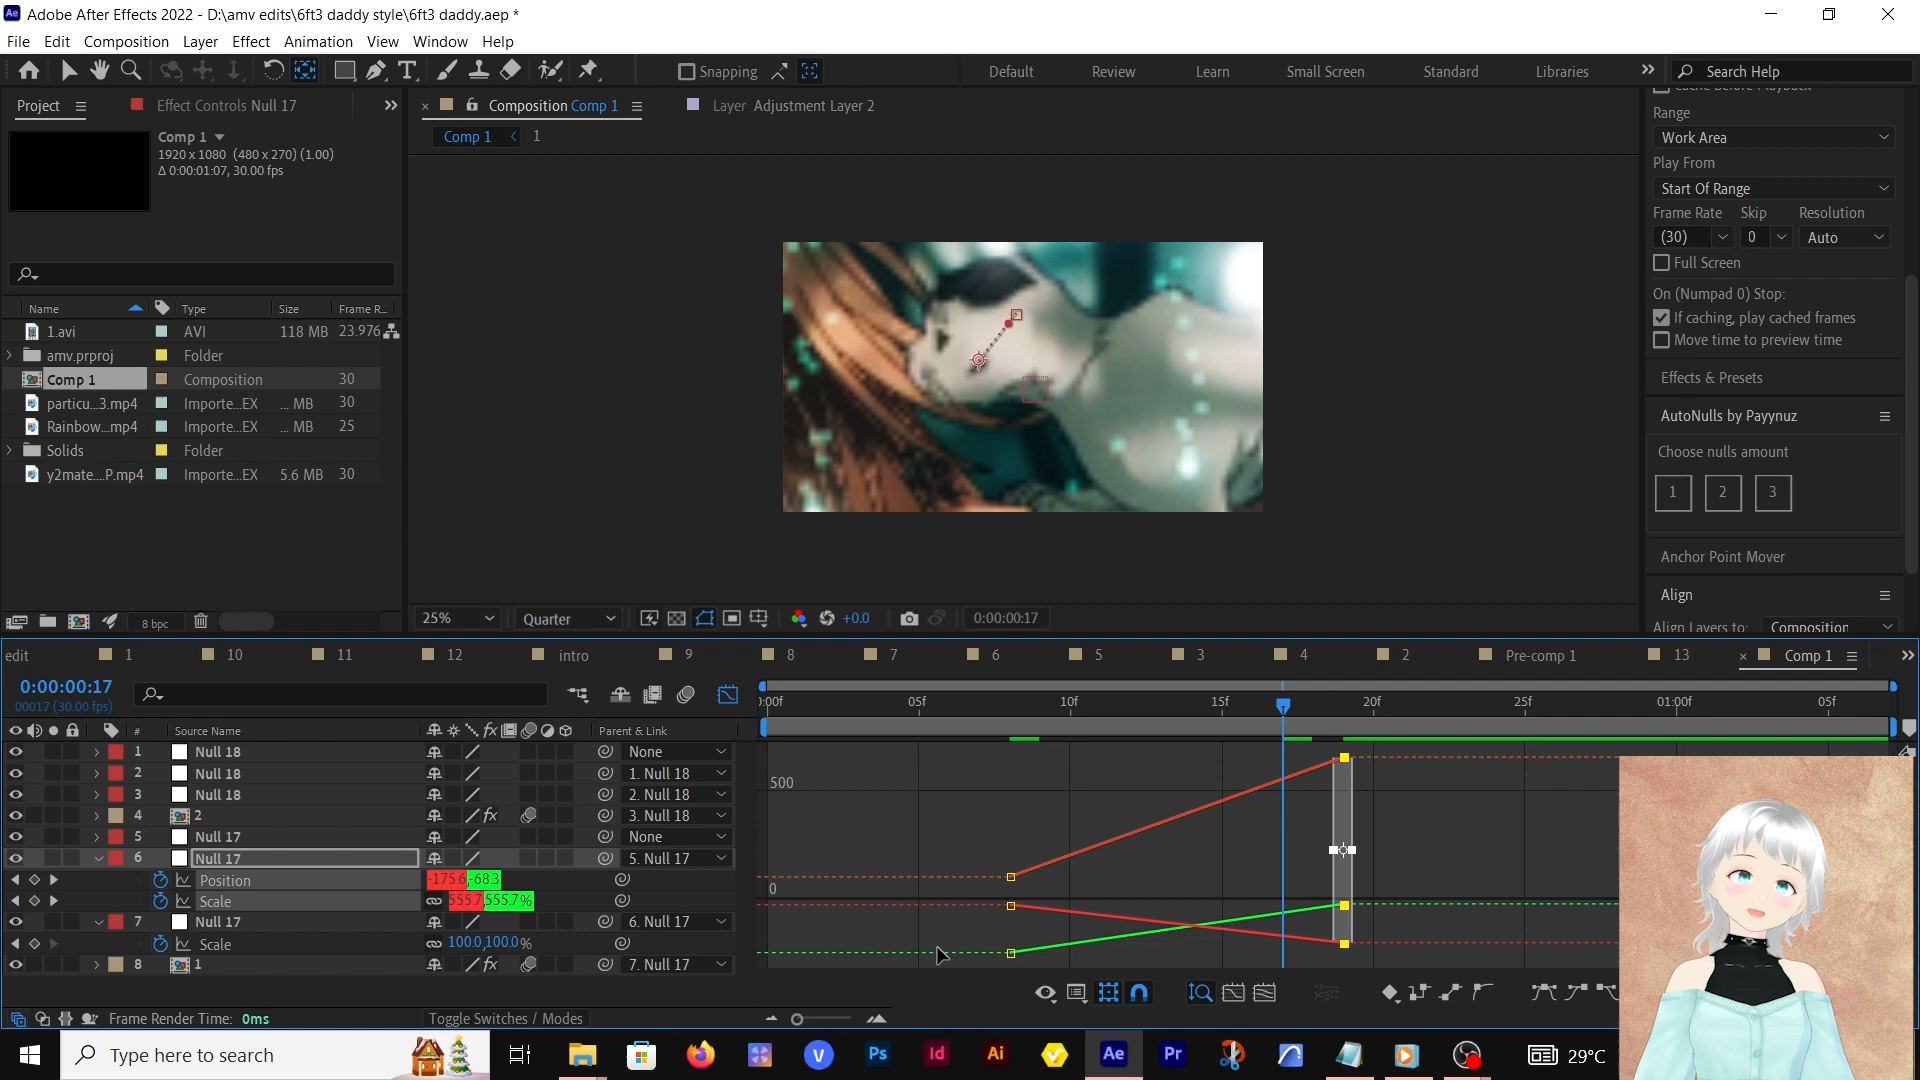 Adobe After Effects 2022 - D:\amv edits\6ft3 daddy style\6ft3 daddy.aep *
File Edit Composition Layer Effect Animation View Window Help
Snapping
Default Review Learn Small Screen Standard Libraries
Search Help
Project
Effect Controls Null 17
Comp 1
1920 x 1080 (480 x 270) (1.00)
Δ 0:00:01:07, 30.00 fps
Name Type Size Frame R...
1.avi AVI 118 MB 23.976
amv.prproj Folder
Comp 1 Composition 30
particu...3.mp4 Importe...EX ... MB 30
Rainbow...mp4 Importe...EX ... MB 25
Solids Folder
y2mate....P.mp4 Importe...EX 5.6 MB 30
8 bpc
Composition Comp 1
Layer Adjustment Layer 2
Comp 1 1
25% Quarter +0.0 0:00:00:17
Range
Work Area
Play From
Start Of Range
Frame Rate Skip Resolution
(30) 0 Auto
Full Screen
On (Numpad 0) Stop:
If caching, play cached frames
Move time to preview time
Effects & Presets
AutoNulls by Payynuz
Choose nulls amount
1 2 3
Anchor Point Mover
Align
Align Layers to: Composition
edit 1 10 11 12 intro 9 8 7 6 5 3 4 2 Pre-comp 1 13 Comp 1
0:00:00:17
00017 (30.00 fps)
:00f 05f 10f 15f 20f 25f 01:00f 05f
# Source Name Parent & Link
1 Null 18 None
2 Null 18 1. Null 18
3 Null 18 2. Null 18
4 2 fx 3. Null 18
5 Null 17 None
6 Null 17 5. Null 17
Position -175.6,-68.3
Scale 555.7,555.7%
7 Null 17 6. Null 17
Scale 100.0,100.0%
8 1 fx 7. Null 17
500
0
Frame Render Time: 0ms
Toggle Switches / Modes
Type here to search
V Ps Id Ai Ae Pr
29°C